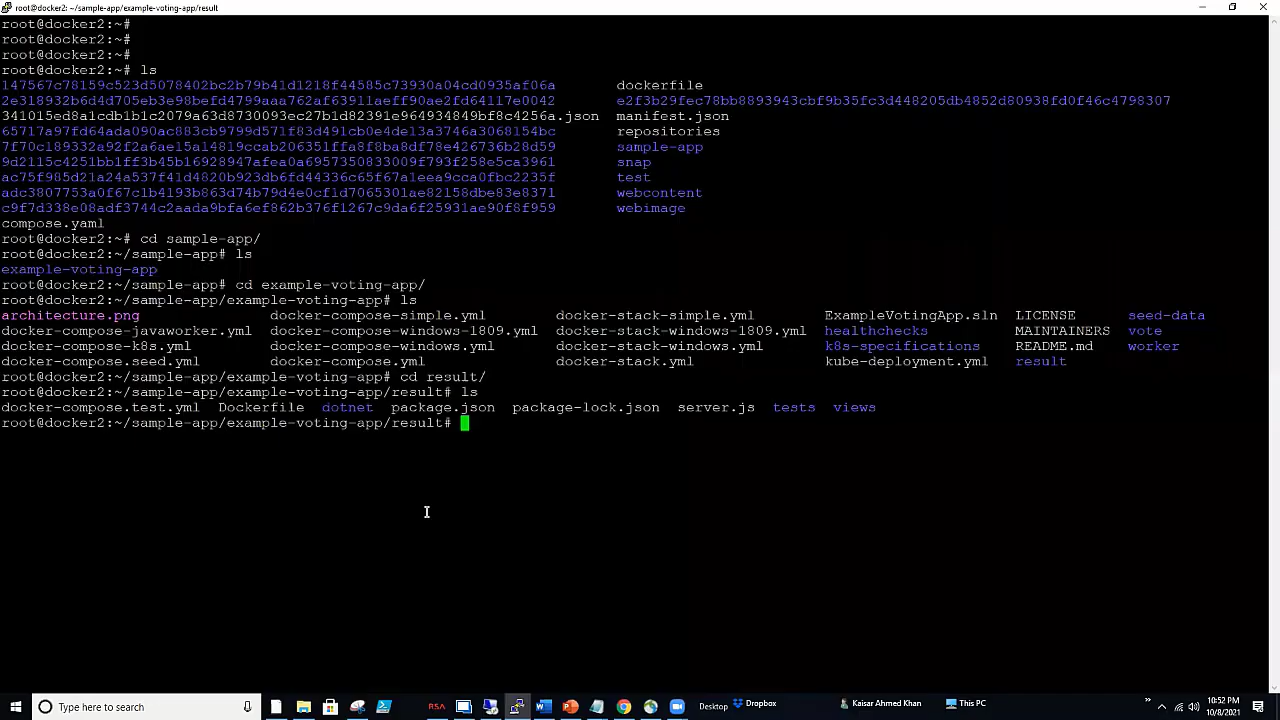 root@docker2: ~/sample-app/example-voting-app/result
root@docker2:~#
root@docker2:~#
root@docker2:~#
root@docker2:~# ls
147567c78159c523d5078402bc2b79b41d1218f44585c73930a04cd0935af06a dockerfile
2e318932b6d4d705eb3e98befd4799aaa762af63911aeff90ae2fd64117e0042 e2f3b29fec78bb8893943cbf9b35fc3d448205db4852d80938fd0f46c4798307
341015ed8a1cdb1b1c2079a63d8730093ec27b1d82391e964934849bf8c4256a.json manifest.json
65717a97fd64ada090ac883cb9799d571f83d491cb0e4de13a3746a3068154bc repositories
7f70c189332a92f2a6ae15a14819ccab206351ffa8f8ba8df78e426736b28d59 sample-app
9d2115c4251bb1ff3b45b16928947afea0a6957350833009f793f258e5ca3961 snap
ac75f985d21a24a537f41d4820b923db6fd44336c65f67a1eea9cca0fbc2235f test
adc3807753a0f67c1b4193b863d74b79d4e0cf1d7065301ae82158dbe83e8371 webcontent
c9f7d338e08adf3744c2aada9bfa6ef862b376f1267c9da6f25931ae90f8f959 webimage
compose.yaml
root@docker2:~# cd sample-app/
root@docker2:~/sample-app# ls
example-voting-app
root@docker2:~/sample-app# cd example-voting-app/
root@docker2:~/sample-app/example-voting-app# ls
architecture.png docker-compose-simple.yml docker-stack-simple.yml ExampleVotingApp.sln LICENSE seed-data
docker-compose-javaworker.yml docker-compose-windows-1809.yml docker-stack-windows-1809.yml healthchecks MAINTAINERS vote
docker-compose-k8s.yml docker-compose-windows.yml docker-stack-windows.yml k8s-specifications README.md worker
docker-compose.seed.yml docker-compose.yml docker-stack.yml kube-deployment.yml result
root@docker2:~/sample-app/example-voting-app# cd result/
root@docker2:~/sample-app/example-voting-app/result# ls
docker-compose.test.yml Dockerfile dotnet package.json package-lock.json server.js tests views
root@docker2:~/sample-app/example-voting-app/result#
Type here to search
RSA
Desktop
Dropbox
Kaisar Ahmed Khan
This PC
10:52 PM
10/8/2021